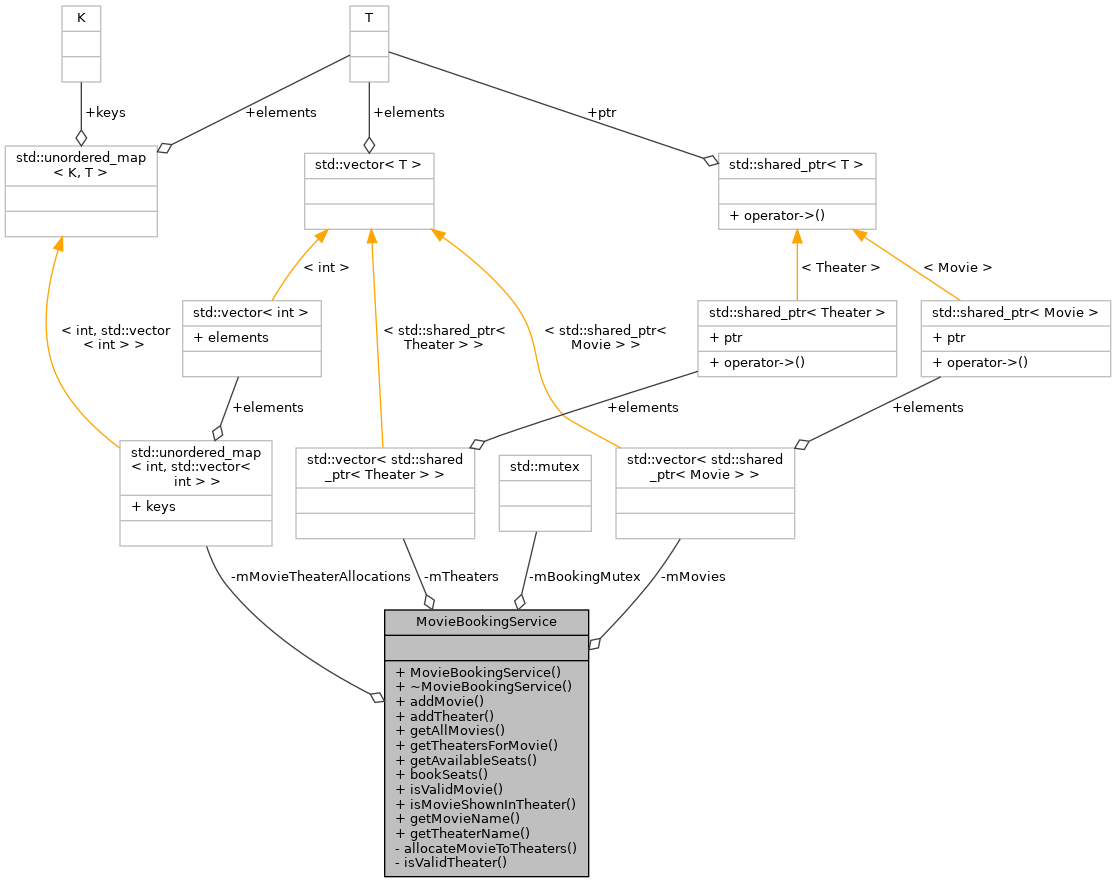 K
T
+keys
+elements
+elements
+ptr
std::unordered_map
< K, T >
std::vector< T >
std::shared_ptr< T >
+ operator->()
< int >
< Theater >
< Movie >
std::vector< int >
+ elements
std::shared_ptr< Theater >
+ ptr
+ operator->()
std::shared_ptr< Movie >
+ ptr
+ operator->()
< int, std::vector
< int > >
< std::shared_ptr<
Theater > >
< std::shared_ptr<
Movie > >
+elements
+elements
+elements
std::unordered_map
< int, std::vector<
int > >
+ keys
std::vector< std::shared
_ptr< Theater > >
std::mutex
std::vector< std::shared
_ptr< Movie > >
-mMovieTheaterAllocations
-mTheaters
-mBookingMutex
-mMovies
MovieBookingService
+ MovieBookingService()
+ ~MovieBookingService()
+ addMovie()
+ addTheater()
+ getAllMovies()
+ getTheatersForMovie()
+ getAvailableSeats()
+ bookSeats()
+ isValidMovie()
+ isMovieShownInTheater()
+ getMovieName()
+ getTheaterName()
- allocateMovieToTheaters()
- isValidTheater()